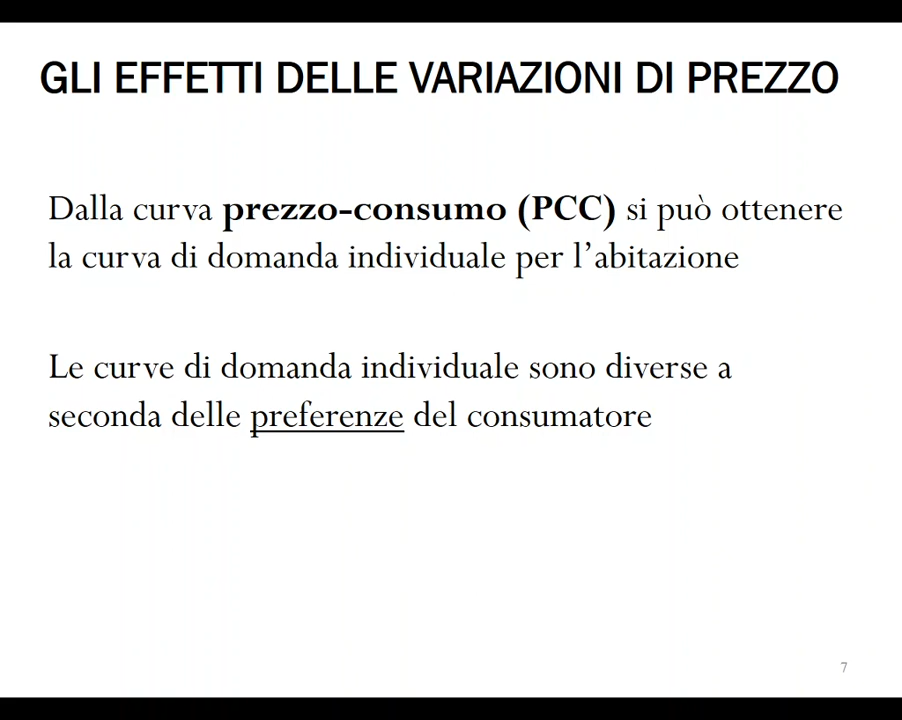 GLI EFFETTI DELLE VARIAZIONI DI PREZZO
Dalla curva prezzo-consumo (PCC) si può ottenere
la curva di domanda individuale per l’abitazione
Le curve di domanda individuale sono diverse a
seconda delle preferenze del consumatore
7